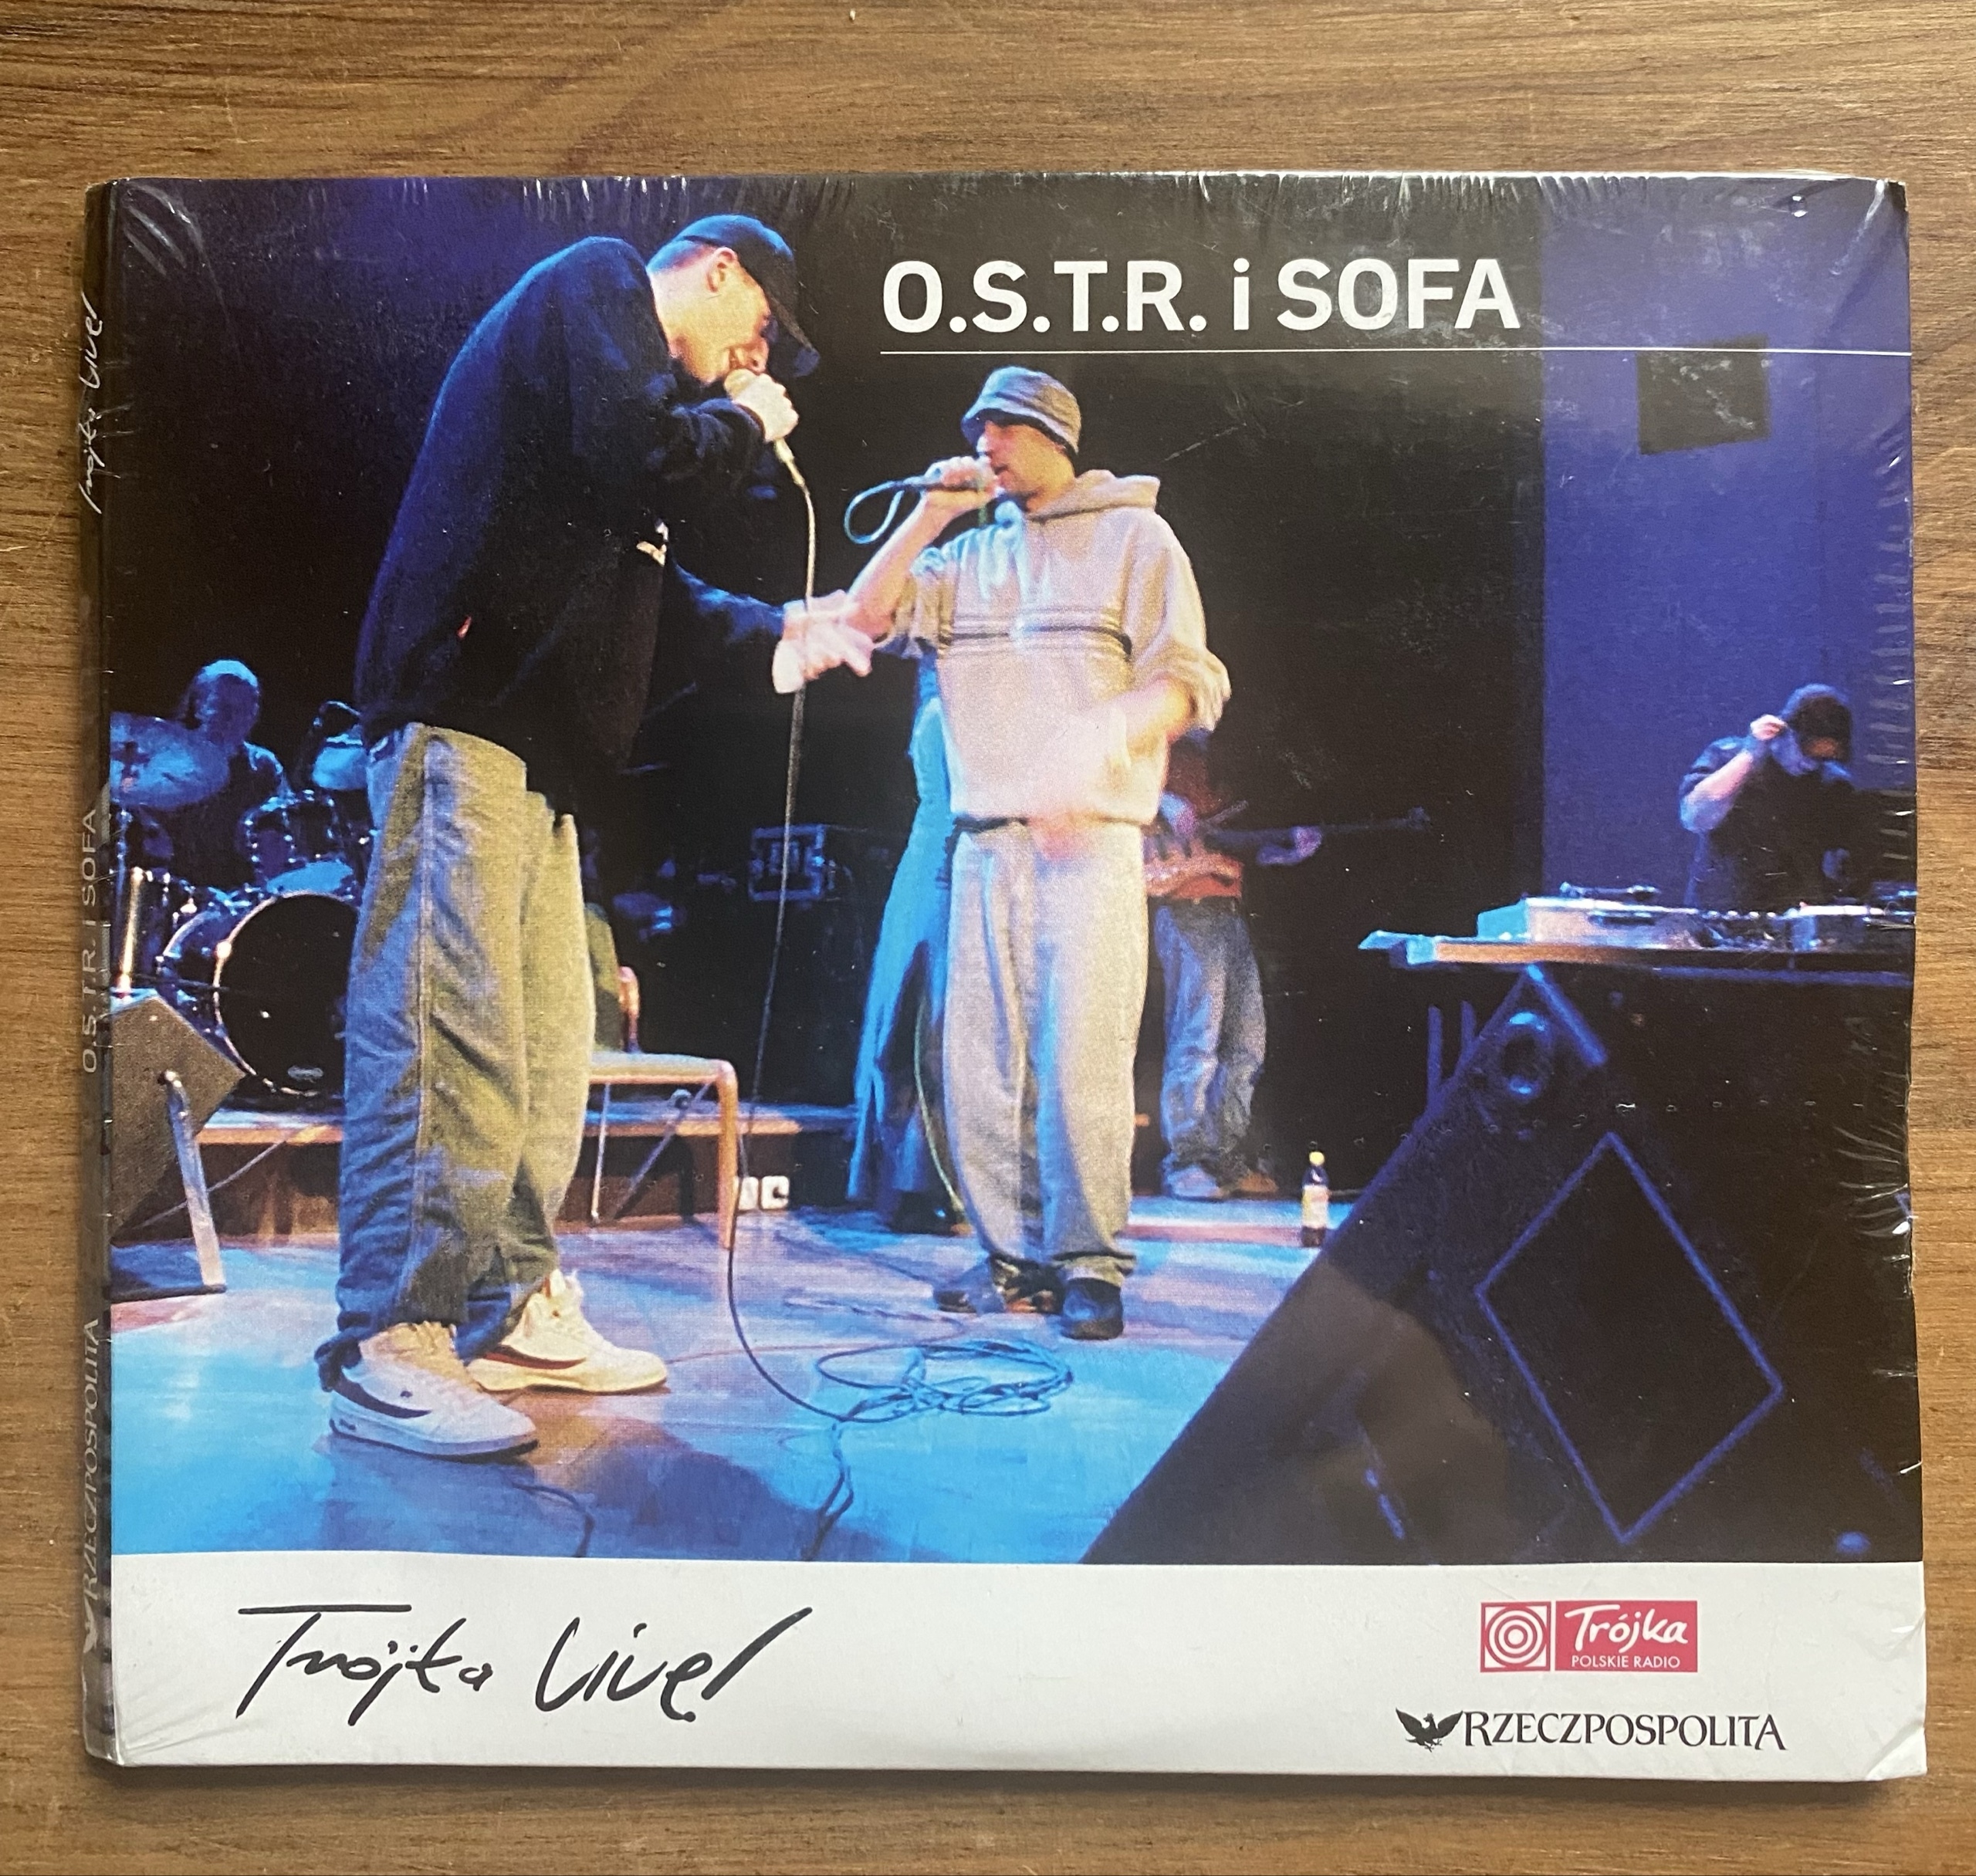 O.S.T.R. i SOFA
Trójka Live!
Trójka
POLSKIE RADIO
RZECZPOSPOLITA
Trójka Live!
O.S.T.R. i SOFA
RZECZPOSPOLITA